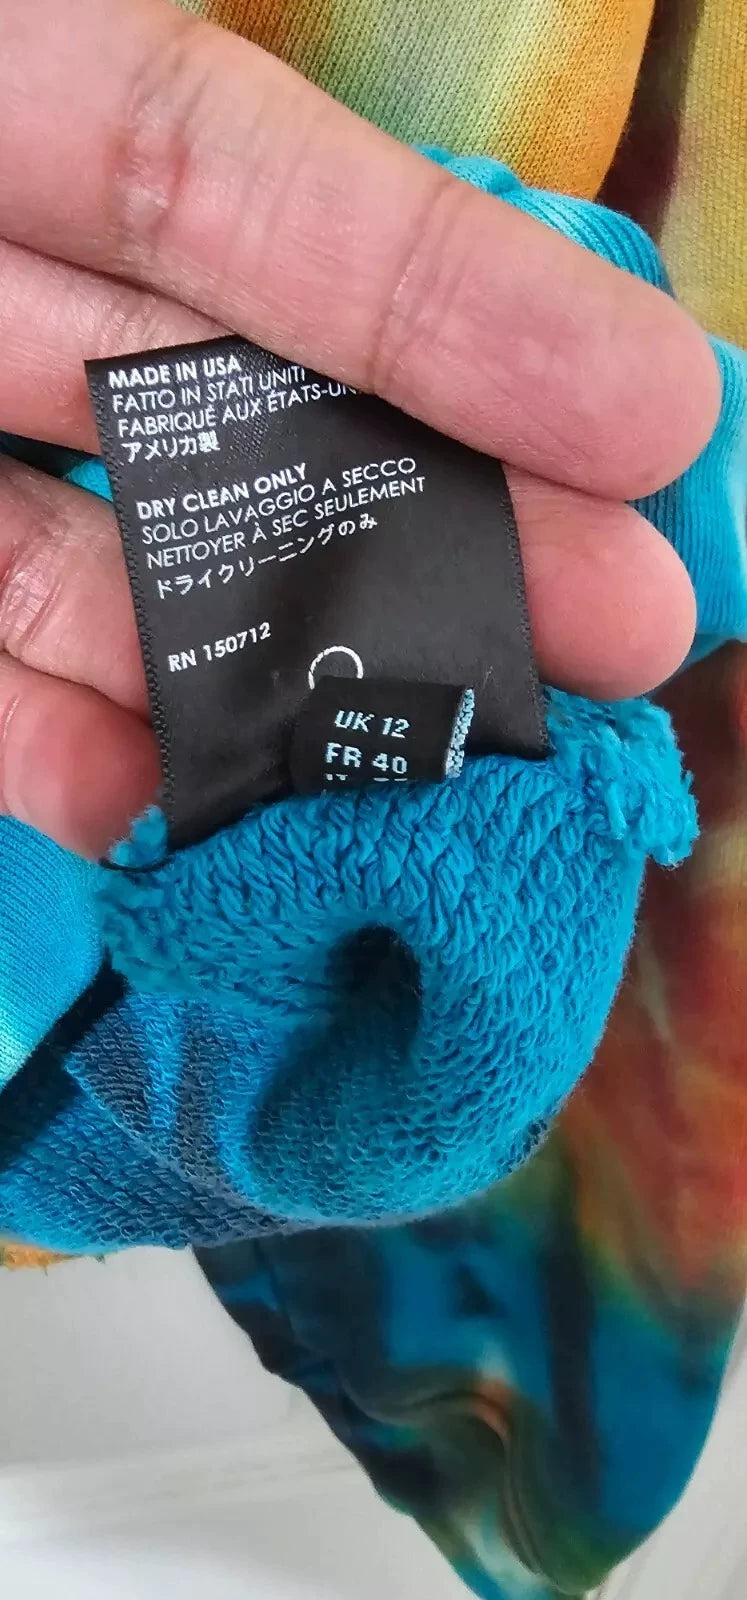 MADE IN USA
FATTO IN STATI UNITI
FABRIQUÉ AUX
アメリカ製
DRY CLEAN ONLY
SOLO LAVAGGIO A SECCO
NETTOYER À SEC SEULEMENT
ドライクリーニングのみ
RN 150712
UK 12
FR 40